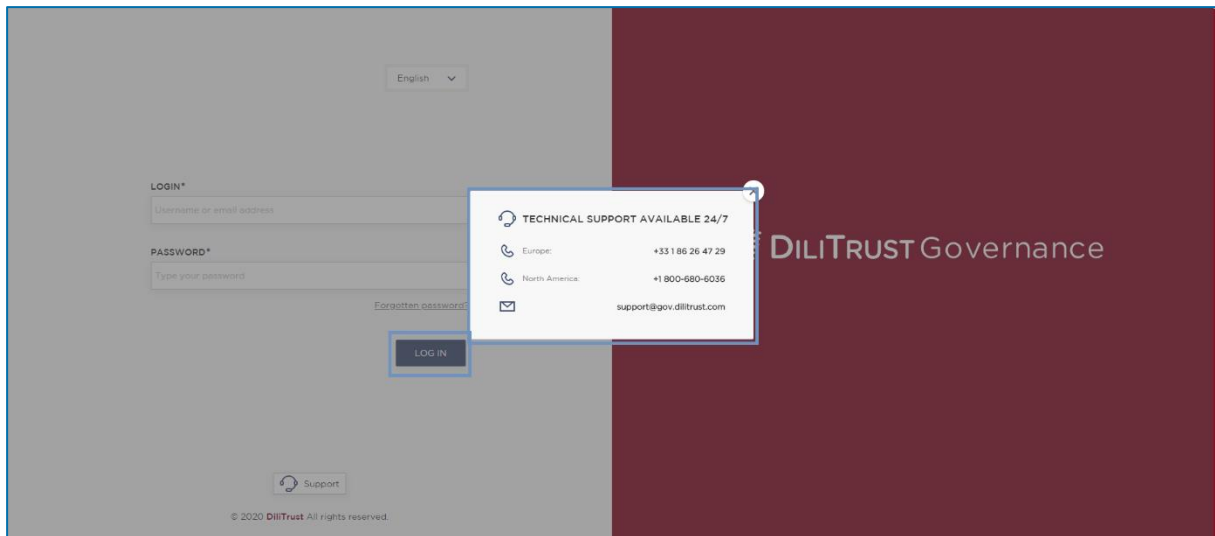 English
LOGIN*
Username or email address
PASSWORD*
Type your password
Forgotten password?
LOG IN
Support
© 2020 DiliTrust All rights reserved.
TECHNICAL SUPPORT AVAILABLE 24/7
Europe: +33 1 86 26 47 29
North America: +1 800-680-6036
support@gov.dilitrust.com
DILITRUST Governance